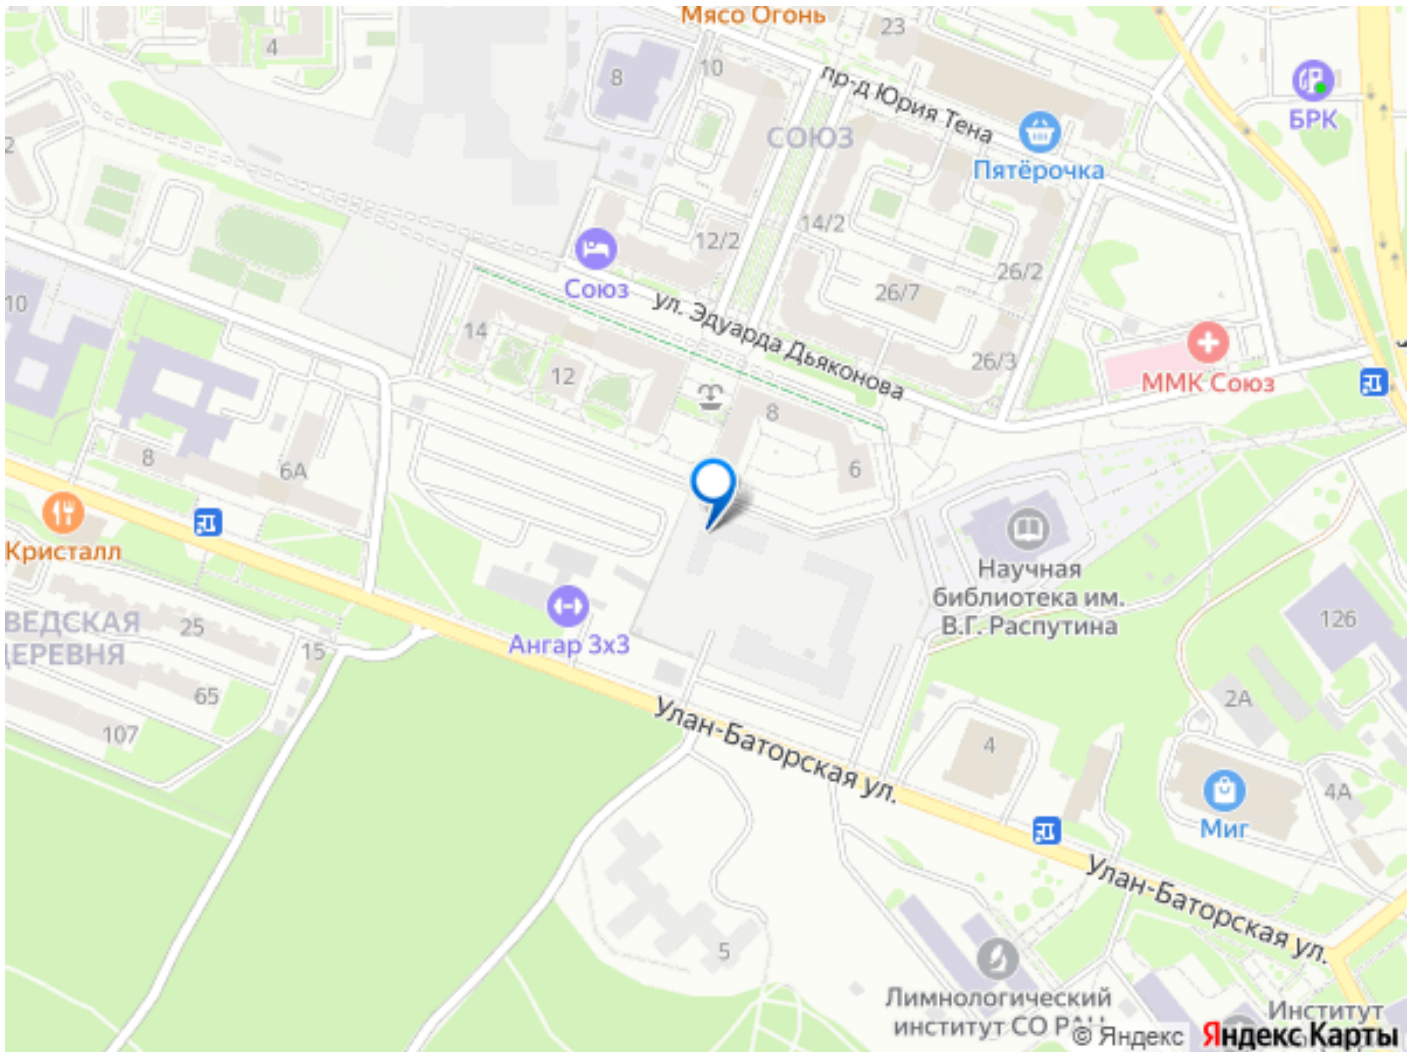 Мясо Огонь
23
4
8
10
пр-д Юрия Тена
БРК
СОЮЗ
Пятёрочка
2
12/2
14/2
Союз
26/2
26/7
10
ул. Эдуарда Дьяконова
14
26/3
12
ММК Союз
8
8
6А
6
Кристалл
Научная
библиотека им.
В.Г. Распутина
ВЕДСКАЯ
ДЕРЕВНЯ
25
15
Ангар 3х3
126
65
2А
107
Улан-Баторская ул.
4
Миг
4А
Улан-Баторская ул.
5
Лимнологический
институт СО РАН
Институт
© Яндекс
Яндекс Карты